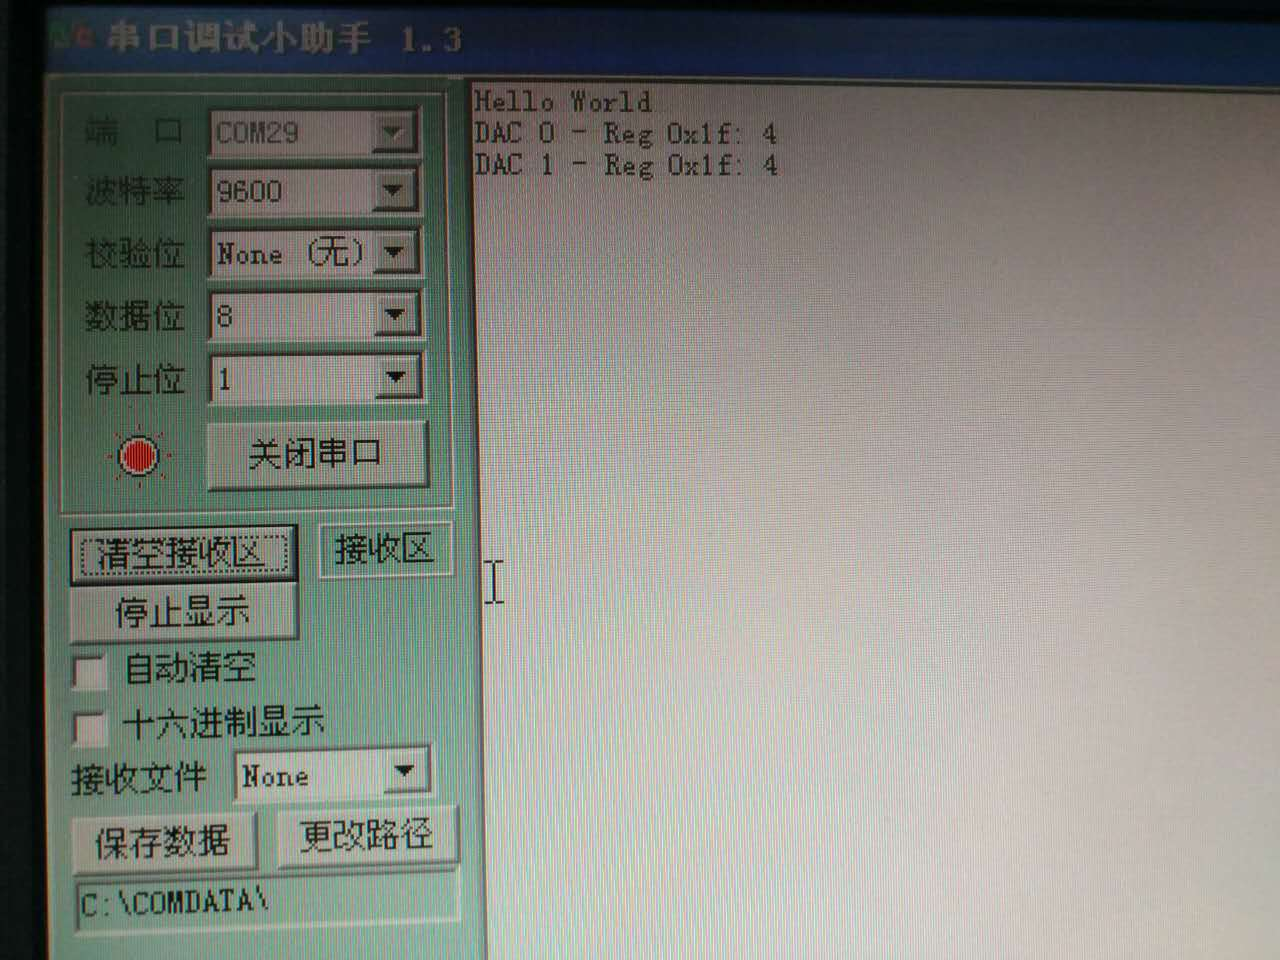 串口调试小助手 1.3
端 口 COM29
波特率 9600
校验位 None (无)
数据位 8
停止位 1
关闭串口
清空接收区 接收区
停止显示
自动清空
十六进制显示
接收文件 None
保存数据 更改路径
C:\COMDATA\
Hello World
DAC 0 - Reg 0x1f: 4
DAC 1 - Reg 0x1f: 4